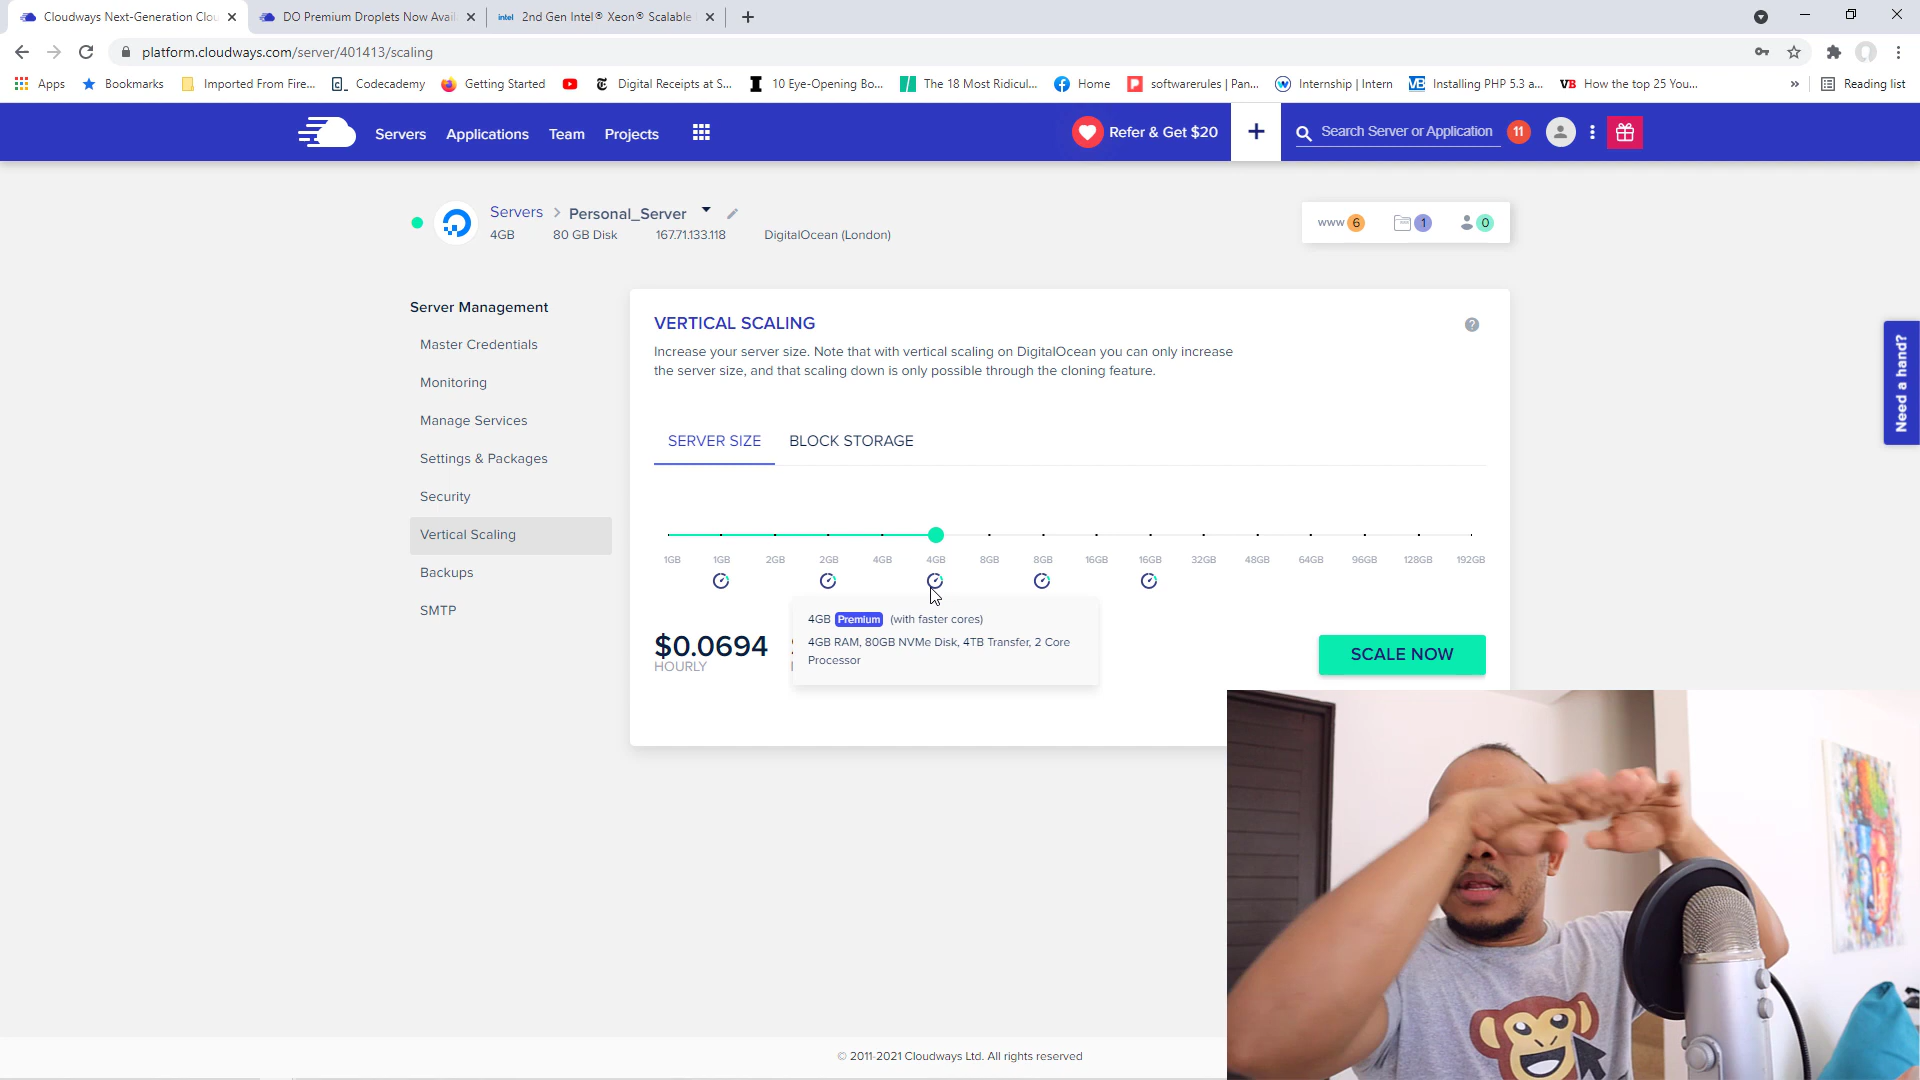 Cloudways Next-Generation Clou
DO Premium Droplets Now Avail
intel 2nd Gen Intel® Xeon® Scalable
platform.cloudways.com/server/401413/scaling
Apps
Bookmarks
Imported From Fire...
Codecademy
Getting Started
Digital Receipts at S...
10 Eye-Opening Bo...
The 18 Most Ridicul...
Home
softwarerules | Pan...
Internship | Intern
Installing PHP 5.3 a...
VB How the top 25 You...
»
Reading list
Servers
Applications
Team
Projects
Refer & Get $20
+
Search Server or Application
11
Servers > Personal_Server
4GB 80 GB Disk 167.71.133.118 DigitalOcean (London)
www 6
1
0
Server Management
Master Credentials
Monitoring
Manage Services
Settings & Packages
Security
Vertical Scaling
Backups
SMTP
VERTICAL SCALING
?
Increase your server size. Note that with vertical scaling on DigitalOcean you can only increase
the server size, and that scaling down is only possible through the cloning feature.
SERVER SIZE BLOCK STORAGE
1GB 1GB 2GB 2GB 4GB 4GB 8GB 8GB 16GB 16GB 32GB 48GB 64GB 96GB 128GB 192GB
4GB Premium (with faster cores)
4GB RAM, 80GB NVMe Disk, 4TB Transfer, 2 Core
Processor
$0.0694
HOURLY
SCALE NOW
Need a hand?
© 2011-2021 Cloudways Ltd. All rights reserved